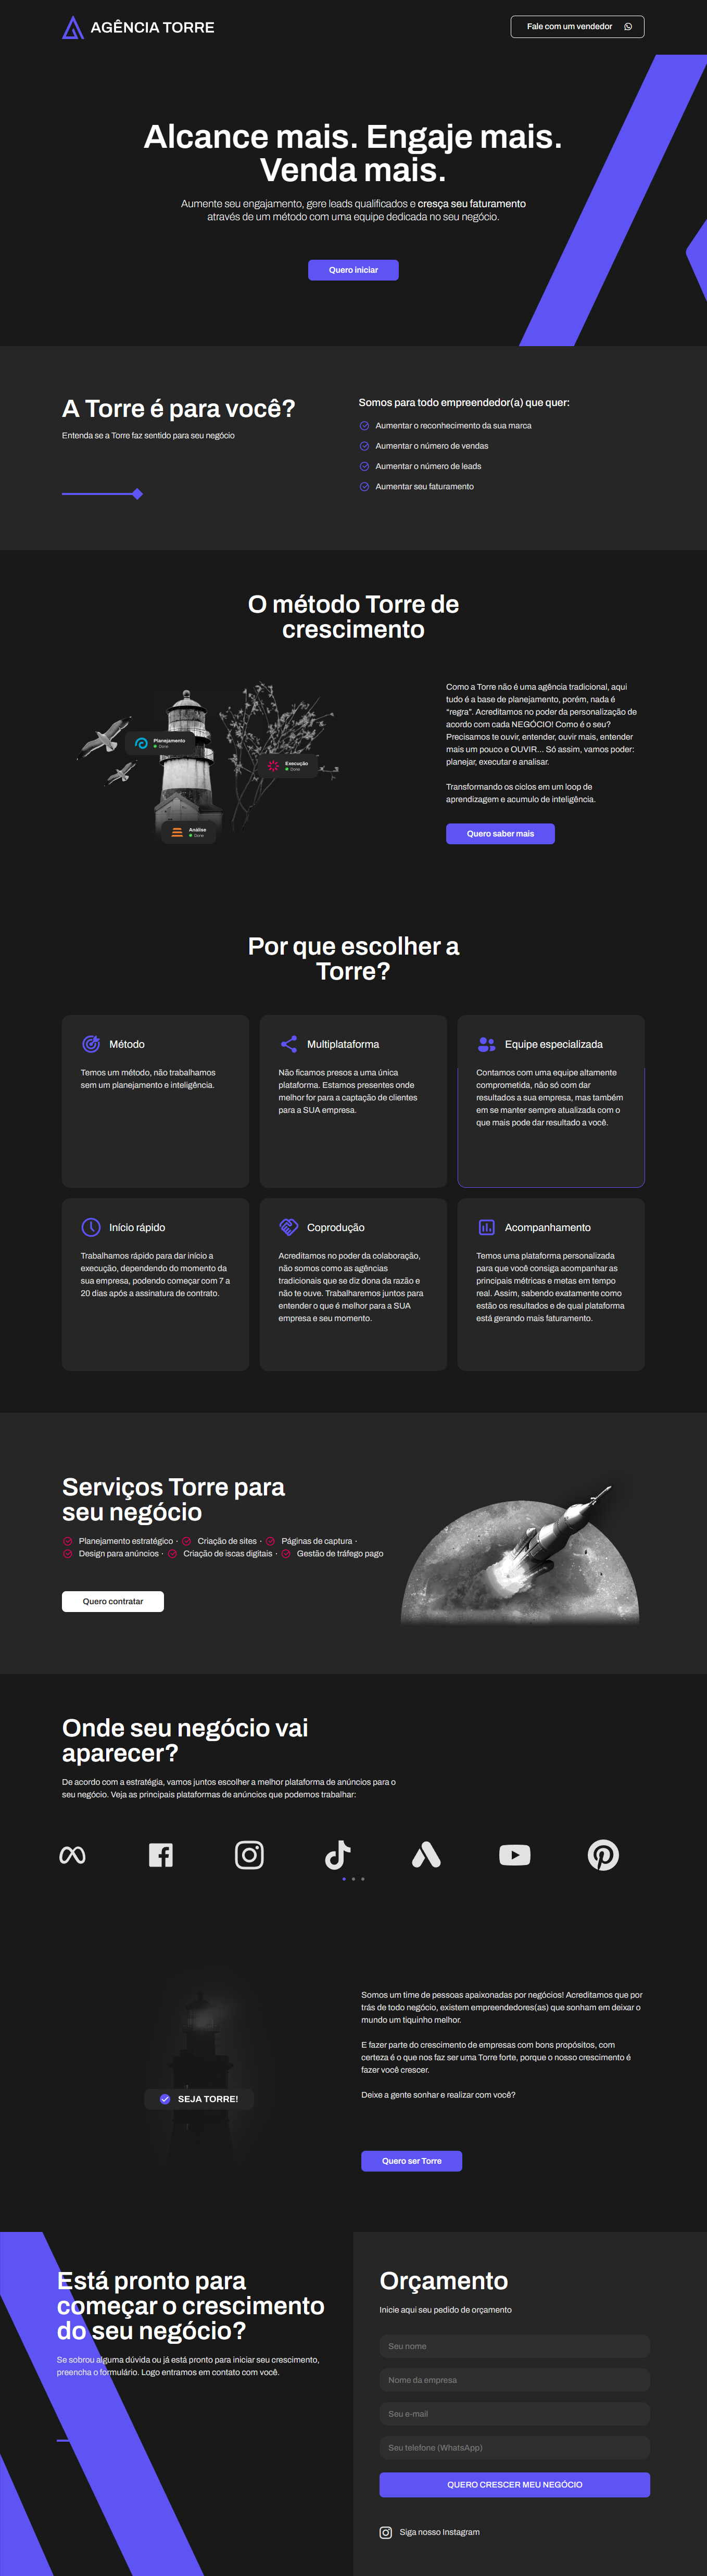 AGÊNCIA TORRE
Fale com um vendedor
Alcance mais. Engaje mais.
Venda mais.
Aumente seu engajamento, gere leads qualificados e cresça seu faturamento
através de um método com uma equipe dedicada no seu negócio.
Quero iniciar
A Torre é para você?
Entenda se a Torre faz sentido para seu negócio
Somos para todo empreendedor(a) que quer:
Aumentar o reconhecimento da sua marca
Aumentar o número de vendas
Aumentar o número de leads
Aumentar seu faturamento
O método Torre de
crescimento
Planejamento
Done
Execução
Done
Análise
Done
Como a Torre não é uma agência tradicional, aqui
tudo é a base de planejamento, porém, nada é
"regra". Acreditamos no poder da personalização de
acordo com cada NEGÓCIO! Como é o seu?
Precisamos te ouvir, entender, ouvir mais, entender
mais um pouco e OUVIR... Só assim, vamos poder:
planejar, executar e analisar.
Transformando os ciclos em um loop de
aprendizagem e acumulo de inteligência.
Quero saber mais
Por que escolher a
Torre?
Método
Temos um método, não trabalhamos
sem um planejamento e inteligência.
Multiplataforma
Não ficamos presos a uma única
plataforma. Estamos presentes onde
melhor for para a captação de clientes
para a SUA empresa.
Equipe especializada
Contamos com uma equipe altamente
comprometida, não só com dar
resultados a sua empresa, mas também
em se manter sempre atualizada com o
que mais pode dar resultado a você.
Início rápido
Trabalhamos rápido para dar início a
execução, dependendo do momento da
sua empresa, podendo começar com 7 a
20 dias após a assinatura de contrato.
Coprodução
Acreditamos no poder da colaboração,
não somos como as agências
tradicionais que se diz dona da razão e
não te ouve. Trabalharemos juntos para
entender o que é melhor para a SUA
empresa e seu momento.
Acompanhamento
Temos uma plataforma personalizada
para que você consiga acompanhar as
principais métricas e metas em tempo
real. Assim, sabendo exatamente como
estão os resultados e de qual plataforma
está gerando mais faturamento.
Serviços Torre para
seu negócio
Planejamento estratégico · Criação de sites · Páginas de captura ·
Design para anúncios · Criação de iscas digitais · Gestão de tráfego pago
Quero contratar
Onde seu negócio vai
aparecer?
De acordo com a estratégia, vamos juntos escolher a melhor plataforma de anúncios para o
seu negócio. Veja as principais plataformas de anúncios que podemos trabalhar:
SEJA TORRE!
Somos um time de pessoas apaixonadas por negócios! Acreditamos que por
trás de todo negócio, existem empreendedores(as) que sonham em deixar o
mundo um tiquinho melhor.
E fazer parte do crescimento de empresas com bons propósitos, com
certeza é o que nos faz ser uma Torre forte, porque o nosso crescimento é
fazer você crescer.
Deixe a gente sonhar e realizar com você?
Quero ser Torre
Está pronto para
começar o crescimento
do seu negócio?
Se sobrou alguma dúvida ou já está pronto para iniciar seu crescimento,
preencha o formulário. Logo entramos em contato com você.
Orçamento
Inicie aqui seu pedido de orçamento
Seu nome
Nome da empresa
Seu e-mail
Seu telefone (WhatsApp)
QUERO CRESCER MEU NEGÓCIO
Siga nosso Instagram